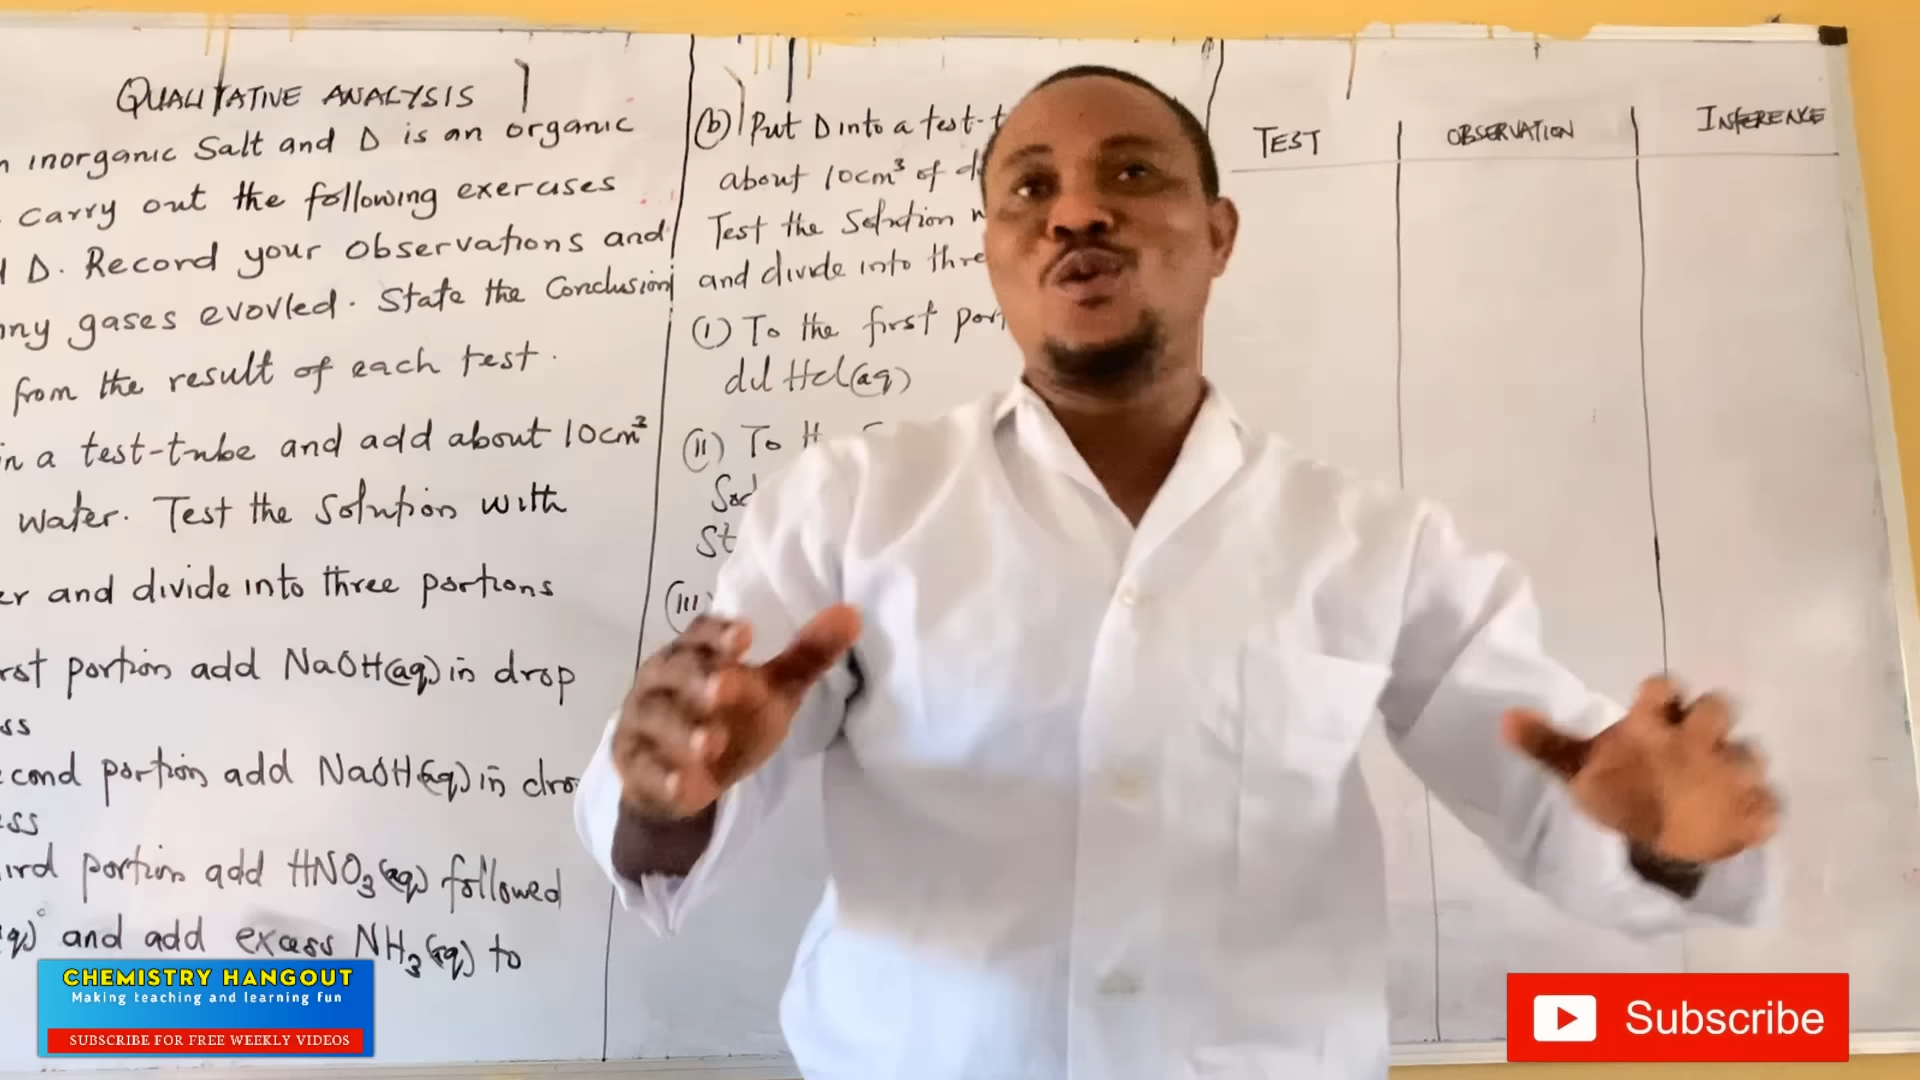 QUALITATIVE ANALYSIS
inorganic Salt and D is an organic
carry out the following exercises
D. Record your observations and
gases evovled. State the Conclusion
from the result of each test.
in a test-tube and add about 10cm³
water. Test the Solution with
and divide into three portions
portion add NaOH(aq) in drop
portion add NaOH(aq) in
portion add HNO3(aq) followed
and add excess NH3(aq) to
(b) Put D into a test-t
about 10cm³ of
Test the Solution
and divide into
(i) To the first
dil HCl(aq)
(ii) To
(iii)
TEST OBSERVATION INFERENCE
CHEMISTRY HANGOUT
Making teaching and learning fun
SUBSCRIBE FOR FREE WEEKLY VIDEOS
Subscribe